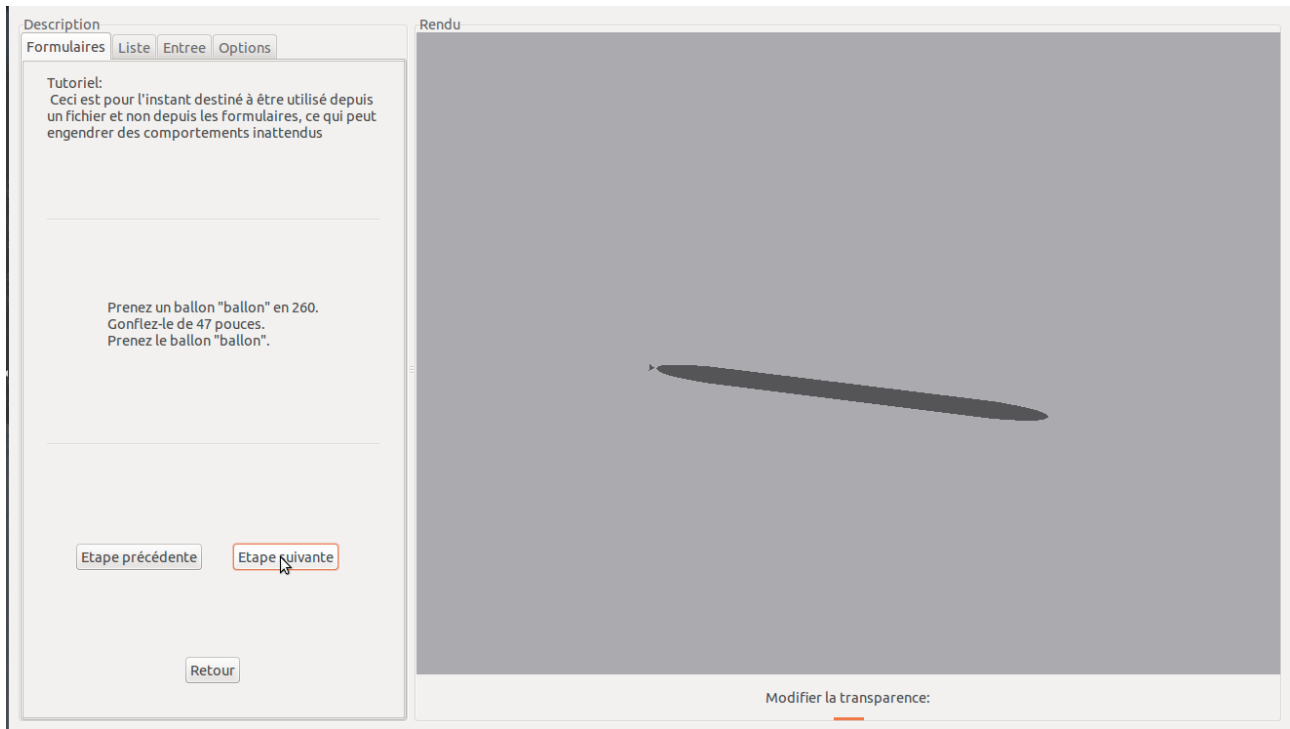 Description
Formulaires Liste Entree Options
Tutoriel:
Ceci est pour l'instant destiné à être utilisé depuis
un fichier et non depuis les formulaires, ce qui peut
engendrer des comportements inattendus
Prenez un ballon "ballon" en 260.
Gonflez-le de 47 pouces.
Prenez le ballon "ballon".
Etape précédente Etape suivante
Retour
Rendu
Modifier la transparence: